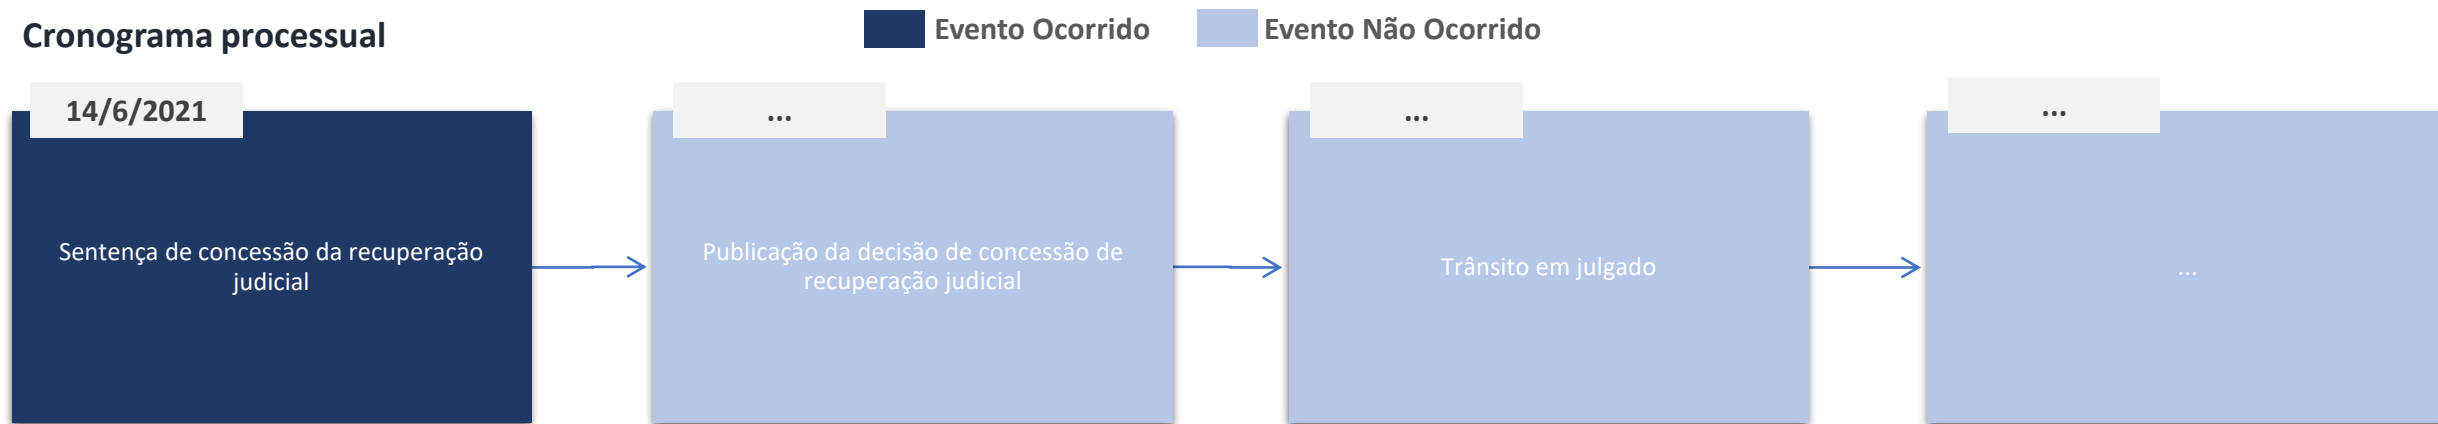 Cronograma processual
Evento Ocorrido
Evento Não Ocorrido
14/6/2021
...
...
...
Sentença de concessão da recuperação
judicial
Publicação da decisão de concessão de
recuperação judicial
Trânsito em julgado
...